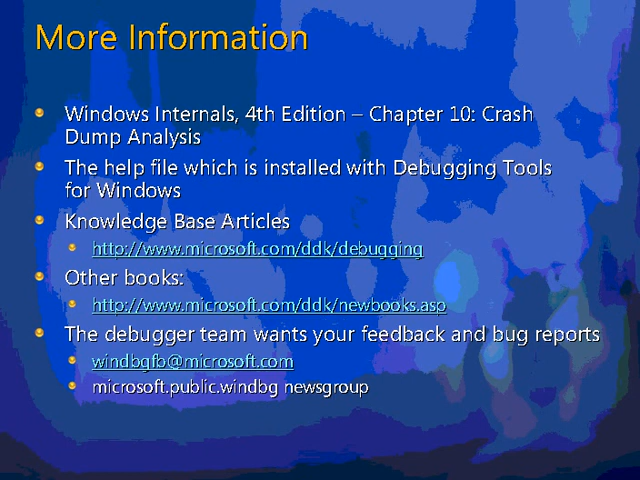 More Information
Windows Internals, 4th Edition – Chapter 10: Crash
Dump Analysis
The help file which is installed with Debugging Tools
for Windows
Knowledge Base Articles
http://www.microsoft.com/ddk/debugging
Other books:
http://www.microsoft.com/ddk/newbooks.asp
The debugger team wants your feedback and bug reports
windbgfb@microsoft.com
microsoft.public.windbg newsgroup